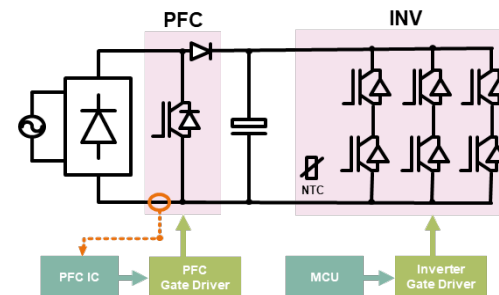 PFC
INV
NTC
PFC IC
PFC
Gate Driver
MCU
Inverter
Gate Driver